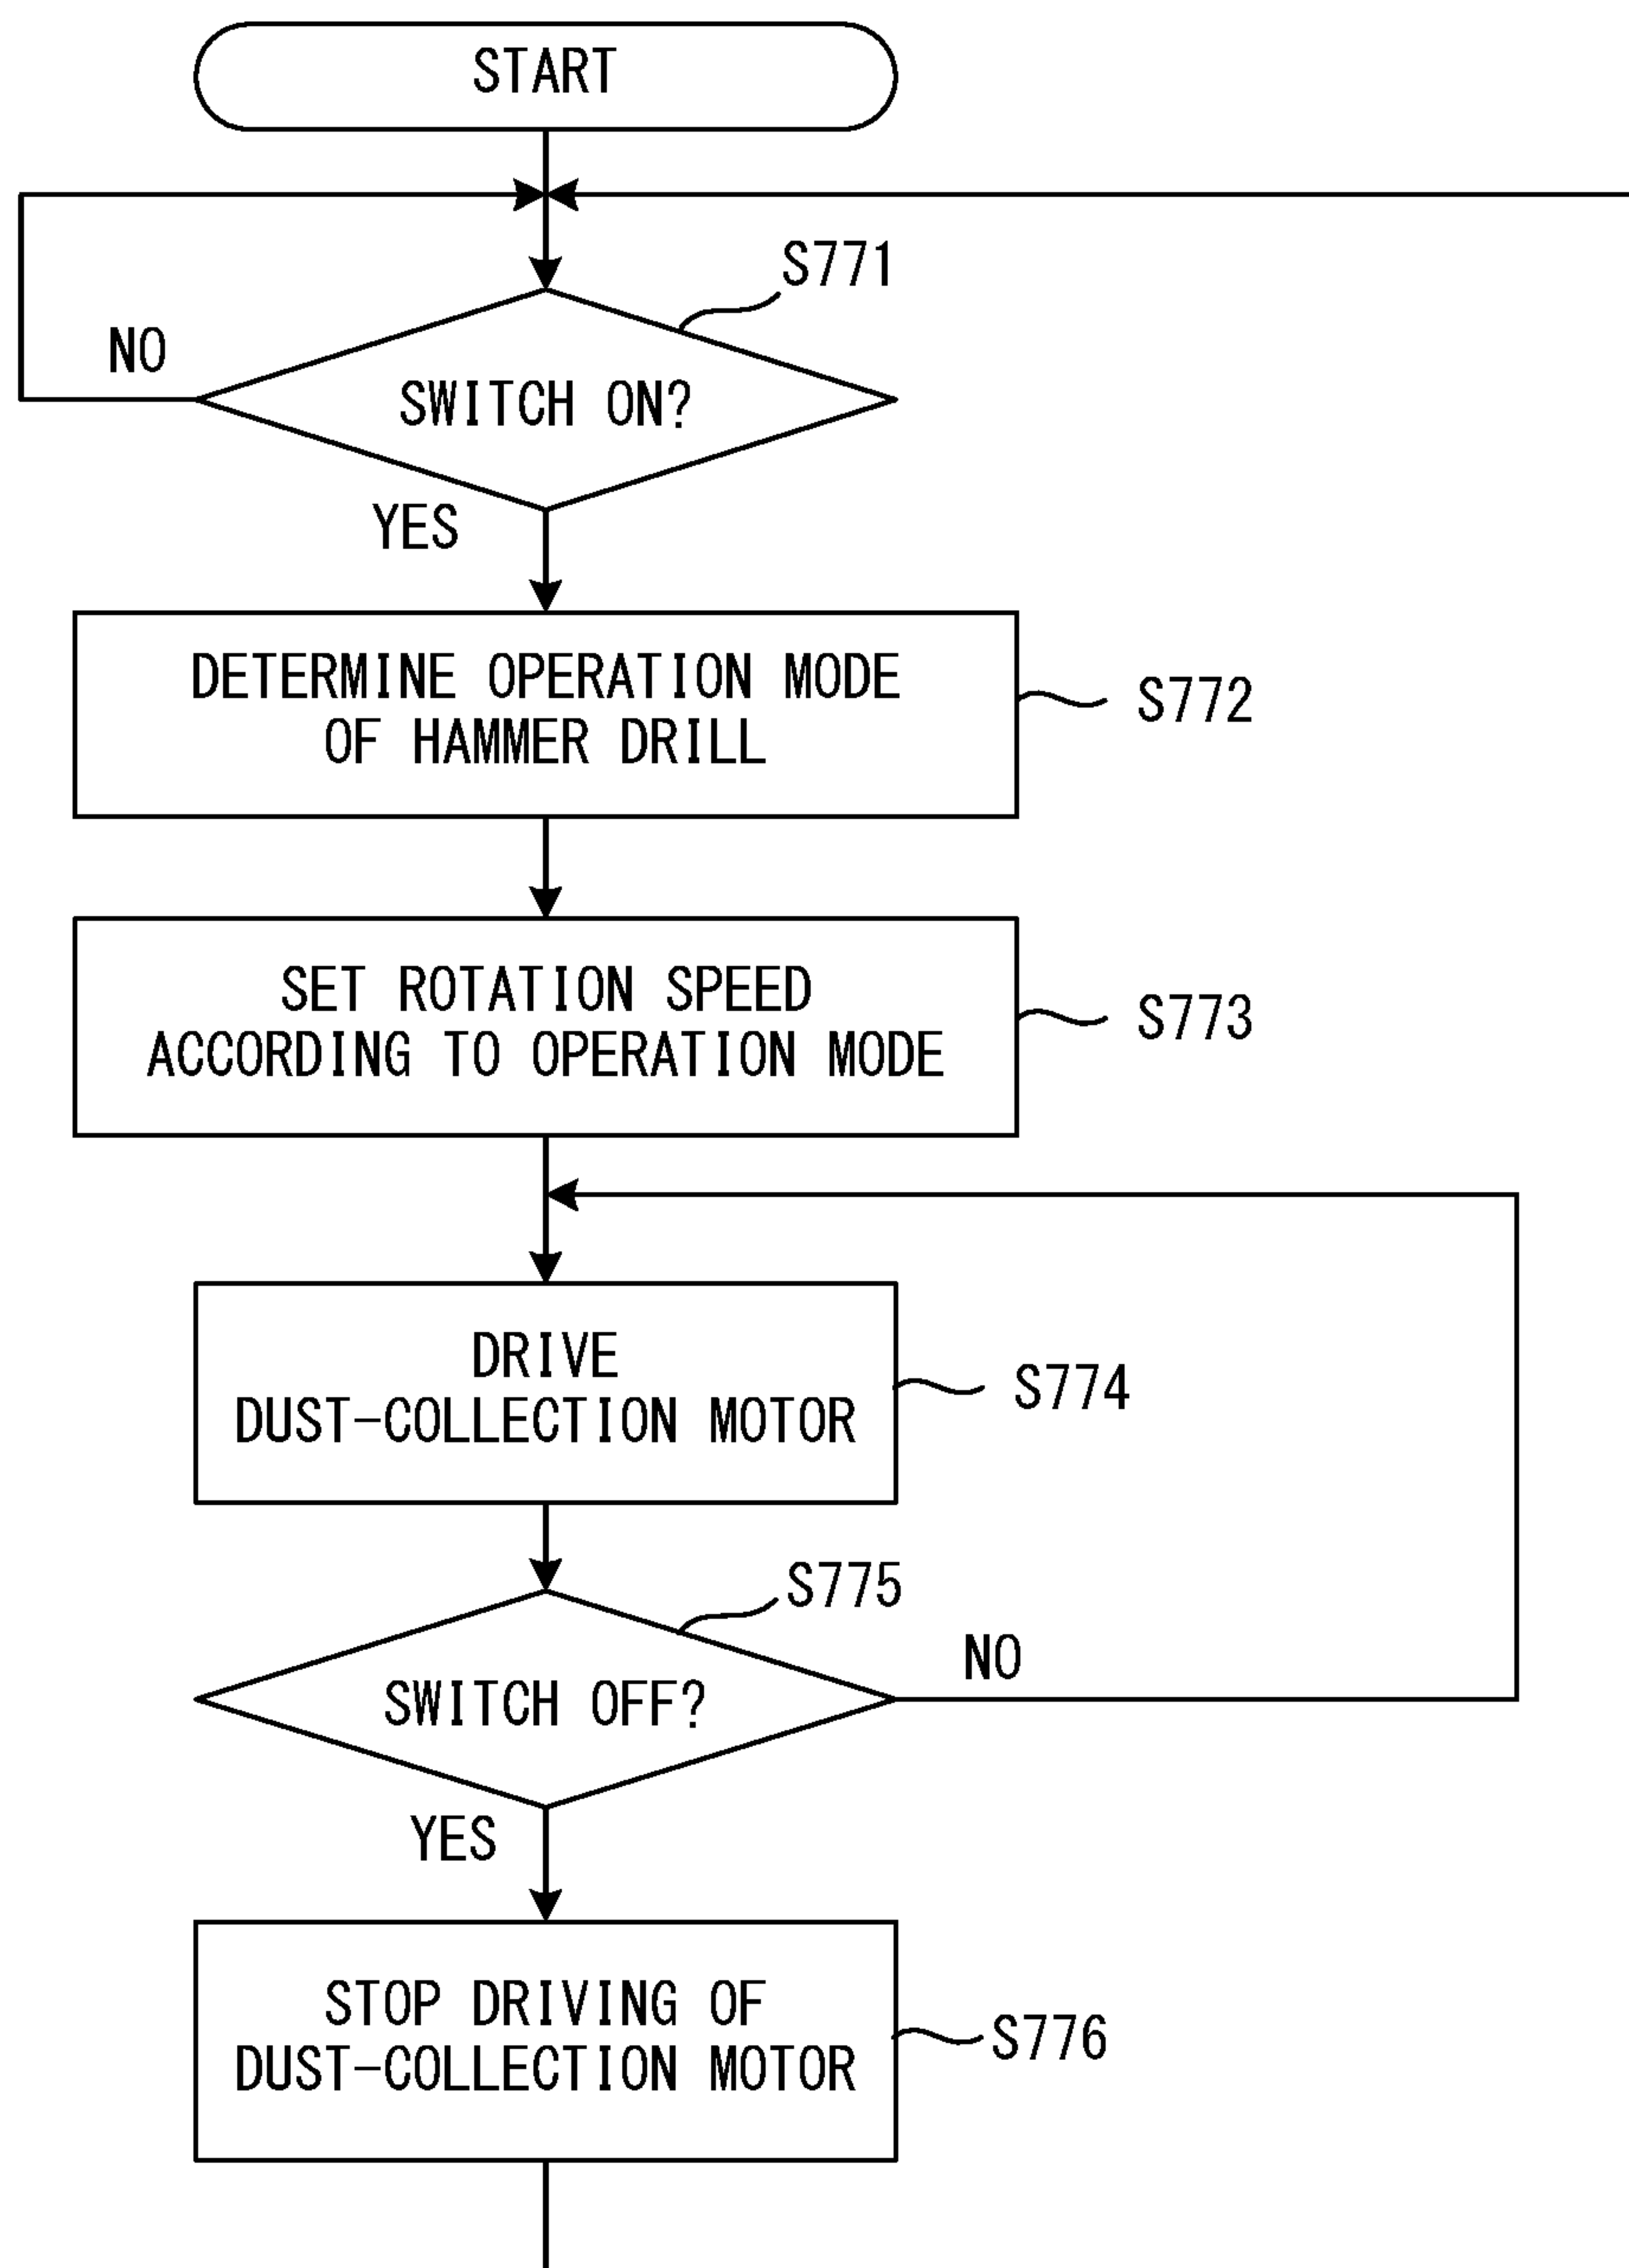 START
S771
NO
SWITCH ON?
YES
DETERMINE OPERATION MODE
OF HAMMER DRILL
S772
SET ROTATION SPEED
ACCORDING TO OPERATION MODE
S773
DRIVE
DUST-COLLECTION MOTOR
S774
S775
NO
SWITCH OFF?
YES
STOP DRIVING OF
DUST-COLLECTION MOTOR
S776